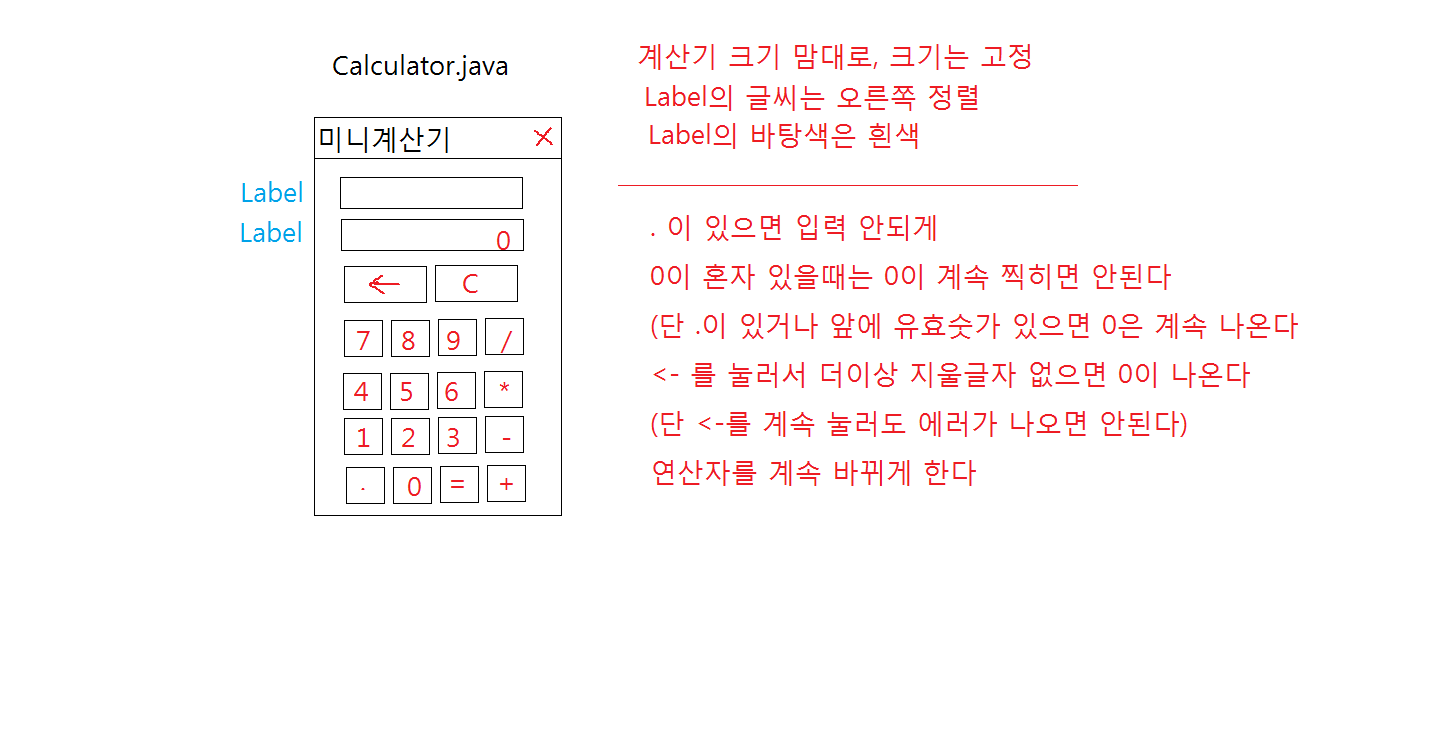 Calculator.java
미니계산기 ×
Label
Label 0
← C
7 8 9 /
4 5 6 *
1 2 3 -
. 0 = +
계산기 크기 맘대로, 크기는 고정
Label의 글씨는 오른쪽 정렬
Label의 바탕색은 흰색
. 이 있으면 입력 안되게
0이 혼자 있을때는 0이 계속 찍히면 안된다
(단 .이 있거나 앞에 유효숫가 있으면 0은 계속 나온다
<- 를 눌러서 더이상 지울글자 없으면 0이 나온다
(단 <-를 계속 눌러도 에러가 나오면 안된다)
연산자를 계속 바뀌게 한다